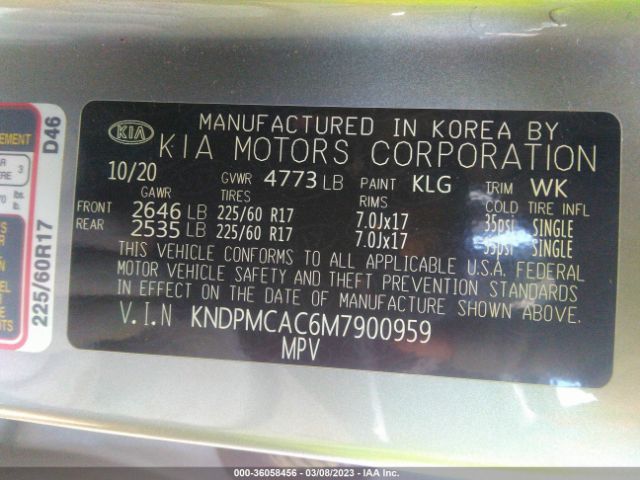 EMENT
3
225/60R17 D46
KIA
MANUFACTURED IN KOREA BY
KIA MOTORS CORPORATION
10/20 GVWR 4773 LB PAINT KLG TRIM WK
GAWR TIRES RIMS COLD TIRE INFL
FRONT 2646 LB 225/60 R17 7.0Jx17 35psi SINGLE
REAR 2535 LB 225/60 R17 7.0Jx17 35psi SINGLE
THIS VEHICLE CONFORMS TO ALL APPLICABLE U.S.A. FEDERAL
MOTOR VEHICLE SAFETY AND THEFT PREVENTION STANDARDS
IN EFFECT ON THE DATE OF MANUFACTURE SHOWN ABOVE.
V.I.N KNDPMCAC6M7900959
MPV
000-36058456 - 03/08/2023 - IAA Inc.